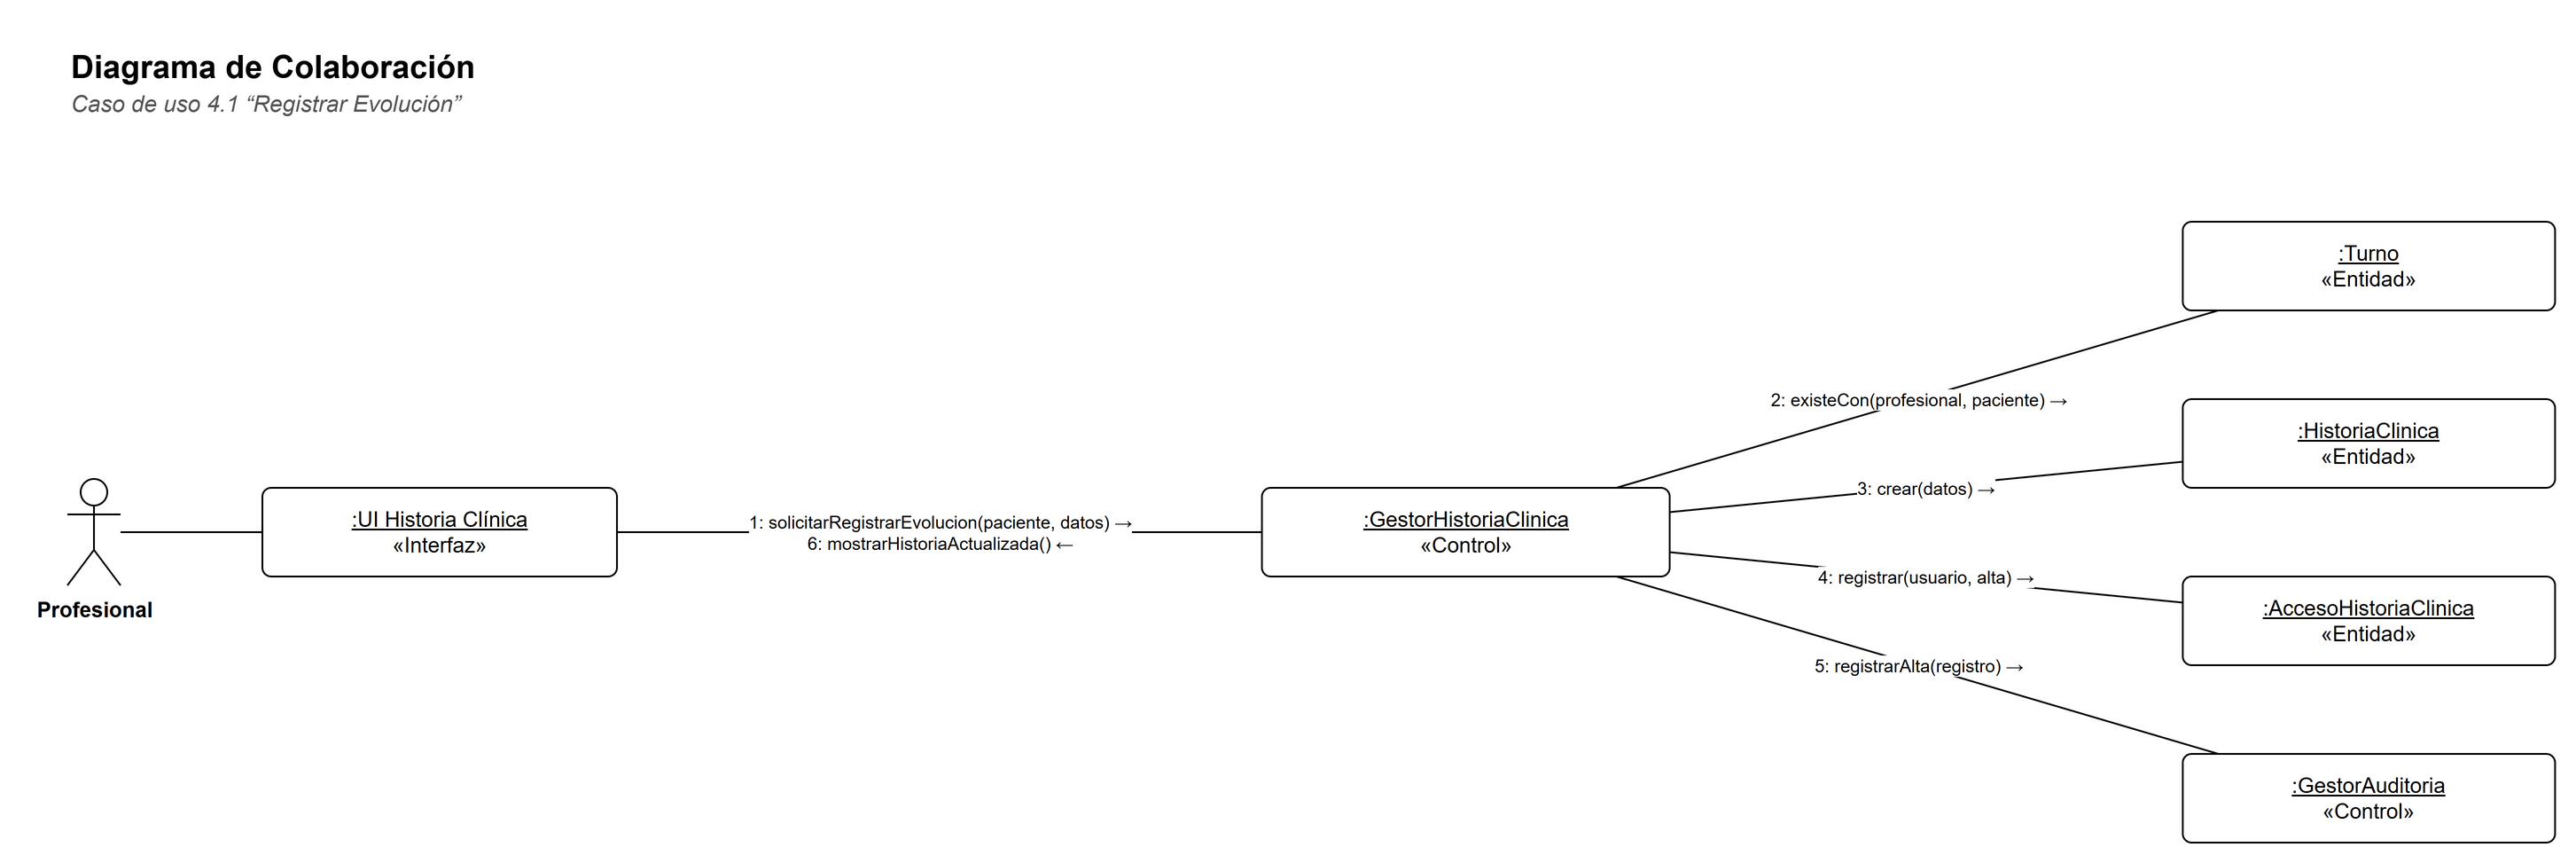 Diagrama de Colaboración
Caso de uso 4.1 “Registrar Evolución”
:Turno
«Entidad»
2: existeCon(profesional, paciente) →
:HistoriaClinica
«Entidad»
3: crear(datos) →
:UI Historia Clínica
«Interfaz»
1: solicitarRegistrarEvolucion(paciente, datos) →
6: mostrarHistoriaActualizada() ←
:GestorHistoriaClinica
«Control»
4: registrar(usuario, alta) →
:AccesoHistoriaClinica
«Entidad»
Profesional
5: registrarAlta(registro) →
:GestorAuditoria
«Control»